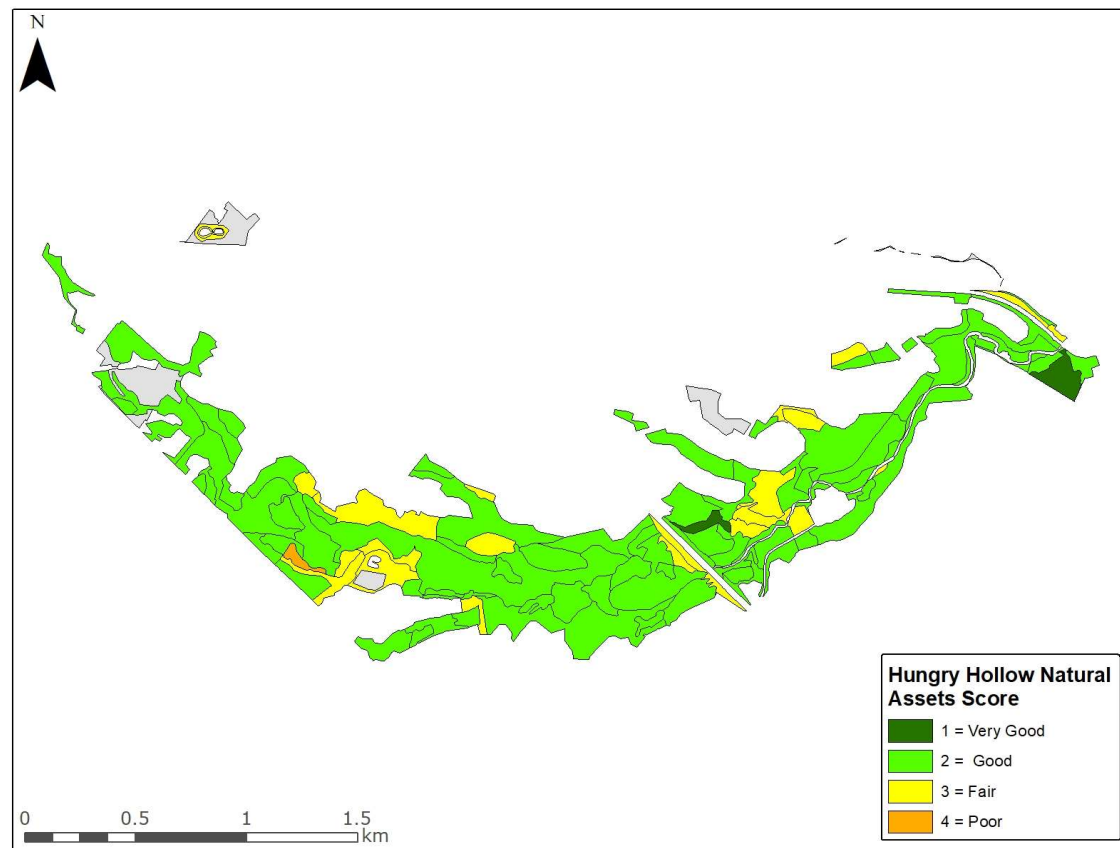 N
Hungry Hollow Natural
Assets Score
1 = Very Good
2 = Good
3 = Fair
4 = Poor
0 0.5 1 1.5
km